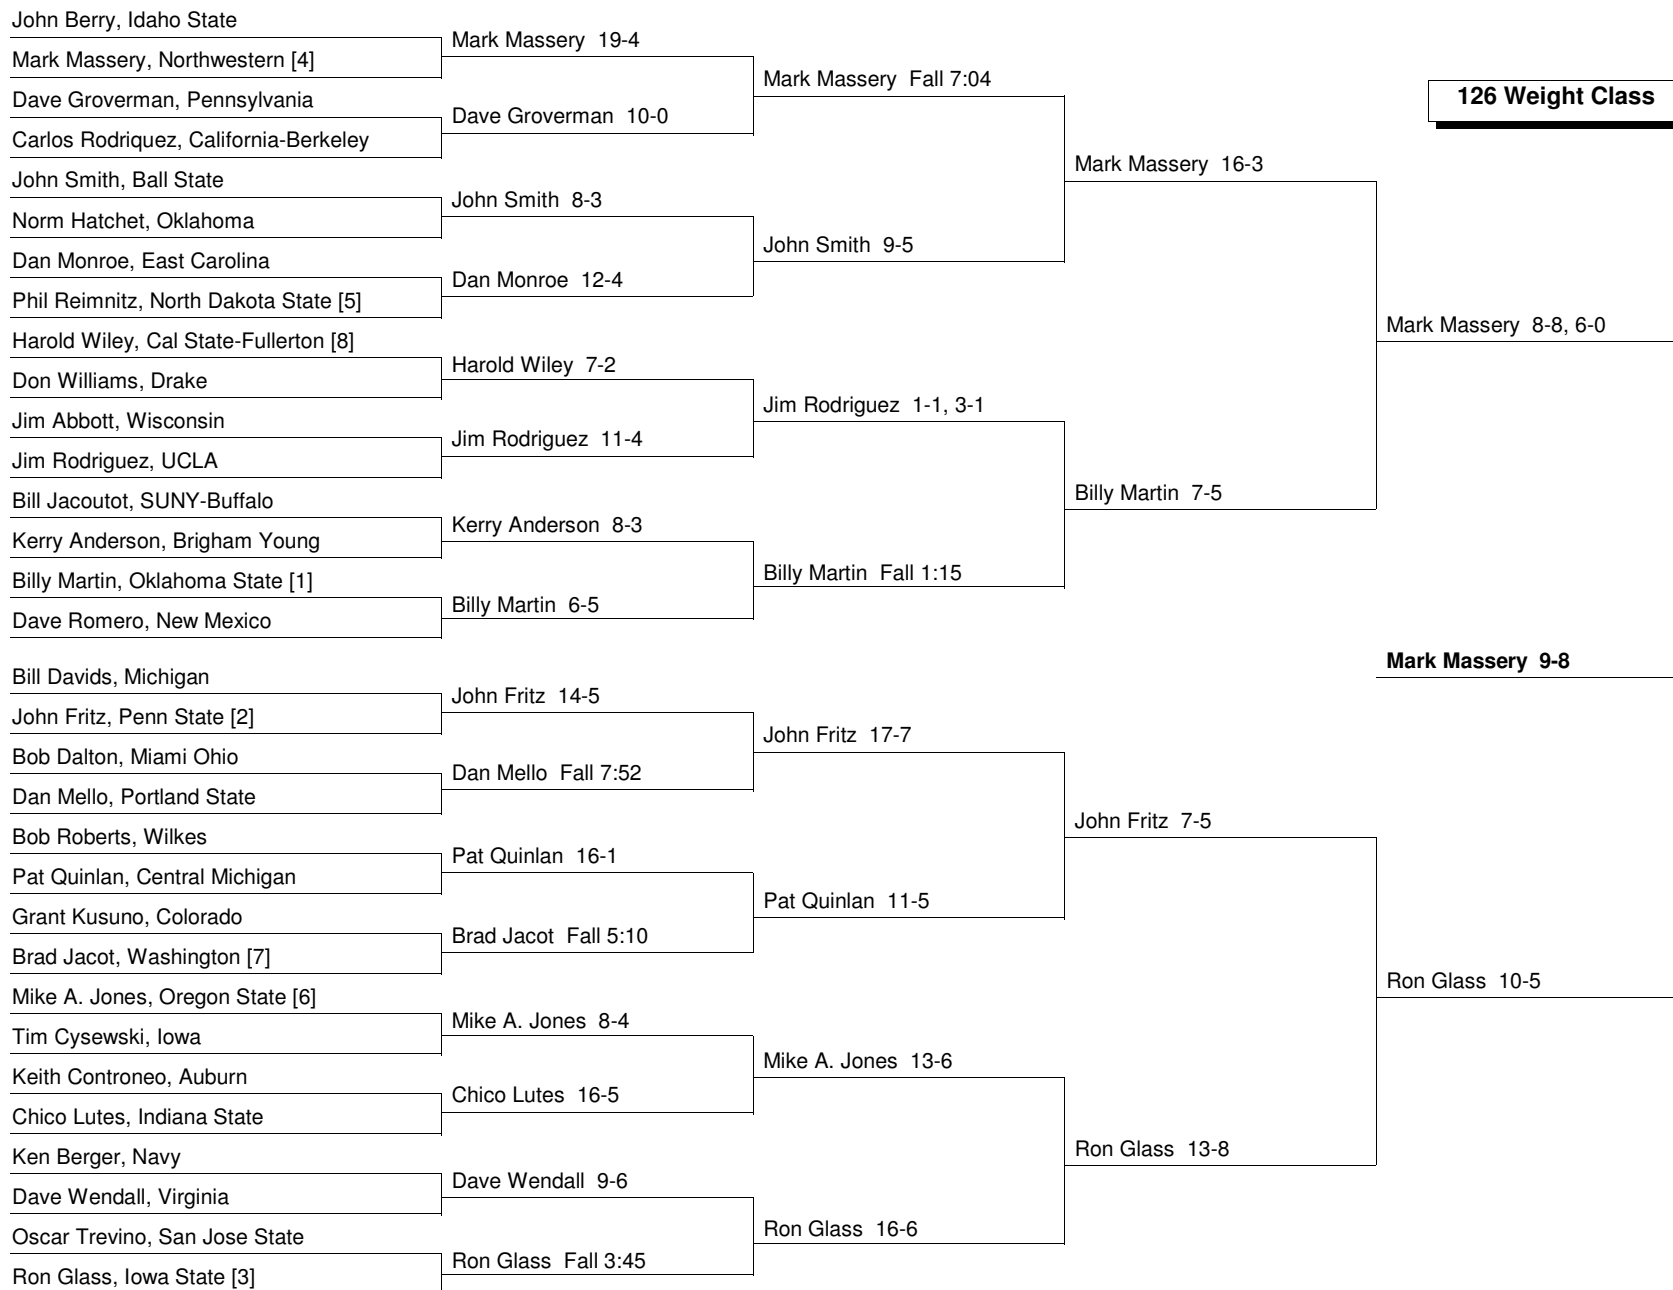 John Berry, Idaho State
Mark Massery, Northwestern [4]
Dave Groverman, Pennsylvania
Carlos Rodriquez, California-Berkeley
John Smith, Ball State
Norm Hatchet, Oklahoma
Dan Monroe, East Carolina
Phil Reimnitz, North Dakota State [5]
Harold Wiley, Cal State-Fullerton [8]
Don Williams, Drake
Jim Abbott, Wisconsin
Jim Rodriguez, UCLA
Bill Jacoutot, SUNY-Buffalo
Kerry Anderson, Brigham Young
Billy Martin, Oklahoma State [1]
Dave Romero, New Mexico
Bill Davids, Michigan
John Fritz, Penn State [2]
Bob Dalton, Miami Ohio
Dan Mello, Portland State
Bob Roberts, Wilkes
Pat Quinlan, Central Michigan
Grant Kusuno, Colorado
Brad Jacot, Washington [7]
Mike A. Jones, Oregon State [6]
Tim Cysewski, Iowa
Keith Controneo, Auburn
Chico Lutes, Indiana State
Ken Berger, Navy
Dave Wendall, Virginia
Oscar Trevino, San Jose State
Ron Glass, Iowa State [3]
Mark Massery 19-4
Dave Groverman 10-0
John Smith 8-3
Dan Monroe 12-4
Harold Wiley 7-2
Jim Rodriguez 11-4
Kerry Anderson 8-3
Billy Martin 6-5
John Fritz 14-5
Dan Mello Fall 7:52
Pat Quinlan 16-1
Brad Jacot Fall 5:10
Mike A. Jones 8-4
Chico Lutes 16-5
Dave Wendall 9-6
Ron Glass Fall 3:45
Mark Massery Fall 7:04
John Smith 9-5
Jim Rodriguez 1-1, 3-1
Billy Martin Fall 1:15
John Fritz 17-7
Pat Quinlan 11-5
Mike A. Jones 13-6
Ron Glass 16-6
Mark Massery 16-3
Billy Martin 7-5
John Fritz 7-5
Ron Glass 13-8
126 Weight Class
Mark Massery 8-8, 6-0
Mark Massery 9-8
Ron Glass 10-5